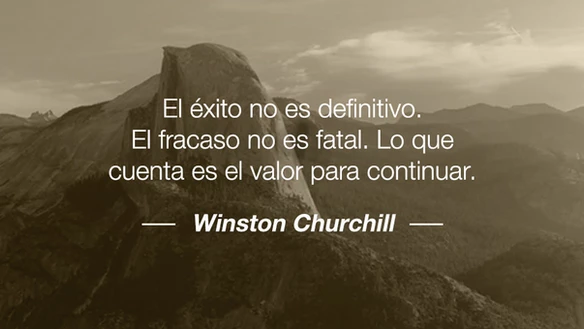 El éxito no es definitivo.
El fracaso no es fatal. Lo que
cuenta es el valor para continuar.
— Winston Churchill —